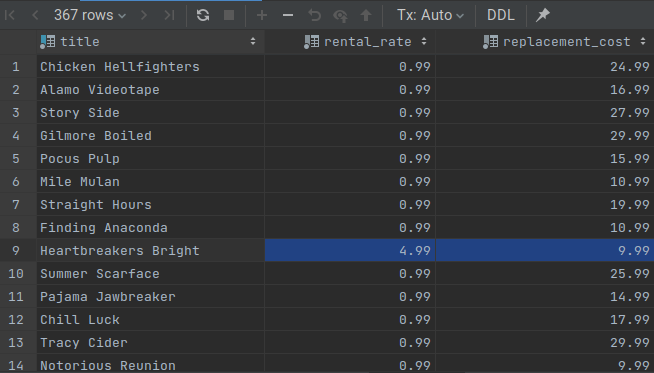 367 rows Tx: Auto DDL
title rental_rate replacement_cost
1 Chicken Hellfighters 0.99 24.99
2 Alamo Videotape 0.99 16.99
3 Story Side 0.99 27.99
4 Gilmore Boiled 0.99 29.99
5 Pocus Pulp 0.99 15.99
6 Mile Mulan 0.99 10.99
7 Straight Hours 0.99 19.99
8 Finding Anaconda 0.99 10.99
9 Heartbreakers Bright 4.99 9.99
10 Summer Scarface 0.99 25.99
11 Pajama Jawbreaker 0.99 14.99
12 Chill Luck 0.99 17.99
13 Tracy Cider 0.99 29.99
14 Notorious Reunion 0.99 9.99